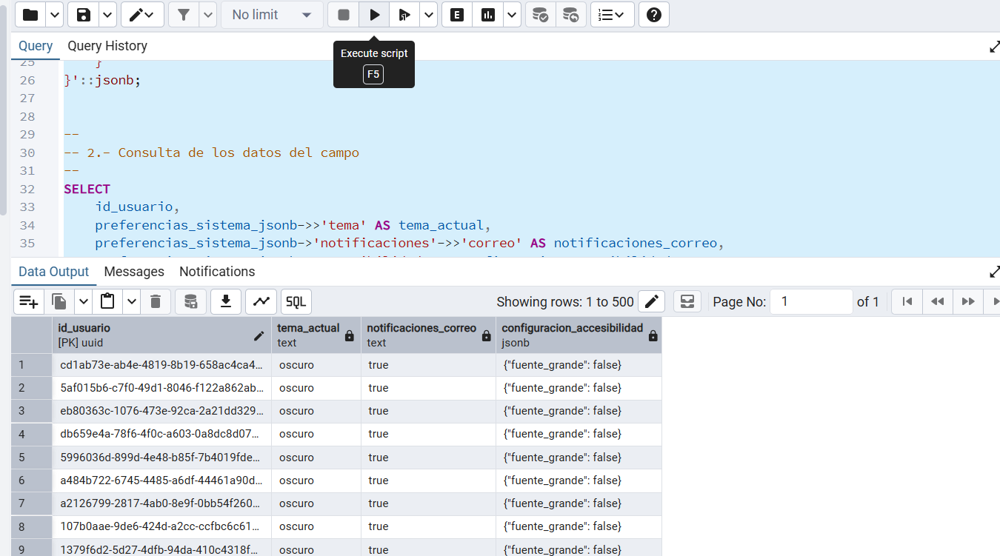 No limit
E
Query Query History
Execute script
F5
25 }
26 }'::jsonb;
27
28
29 --
30 -- 2.- Consulta de los datos del campo
31 --
32 SELECT
33 id_usuario,
34 preferencias_sistema_jsonb->>'tema' AS tema_actual,
35 preferencias_sistema_jsonb->'notificaciones'->>'correo' AS notificaciones_correo,
Data Output Messages Notifications
SQL Showing rows: 1 to 500 Page No: 1 of 1
id_usuario tema_actual notificaciones_correo configuracion_accesibilidad
[PK] uuid text text jsonb
1 cd1ab73e-ab4e-4819-8b19-658ac4ca4... oscuro true {"fuente_grande": false}
2 5af015b6-c7f0-49d1-8046-f122a862ab... oscuro true {"fuente_grande": false}
3 eb80363c-1076-473e-92ca-2a21dd329... oscuro true {"fuente_grande": false}
4 db659e4a-78f6-4f0c-a603-0a8dc8d07... oscuro true {"fuente_grande": false}
5 5996036d-899d-4e48-b85f-7b4019fde... oscuro true {"fuente_grande": false}
6 a484b722-6745-4485-a6df-44461a90d... oscuro true {"fuente_grande": false}
7 a2126799-2817-4ab0-8e9f-0bb54f260... oscuro true {"fuente_grande": false}
8 107b0aae-9de6-424d-a2cc-ccfbc6c61... oscuro true {"fuente_grande": false}
9 1379f6d2-5d27-4dfb-94da-410c4318f... oscuro true {"fuente_grande": false}